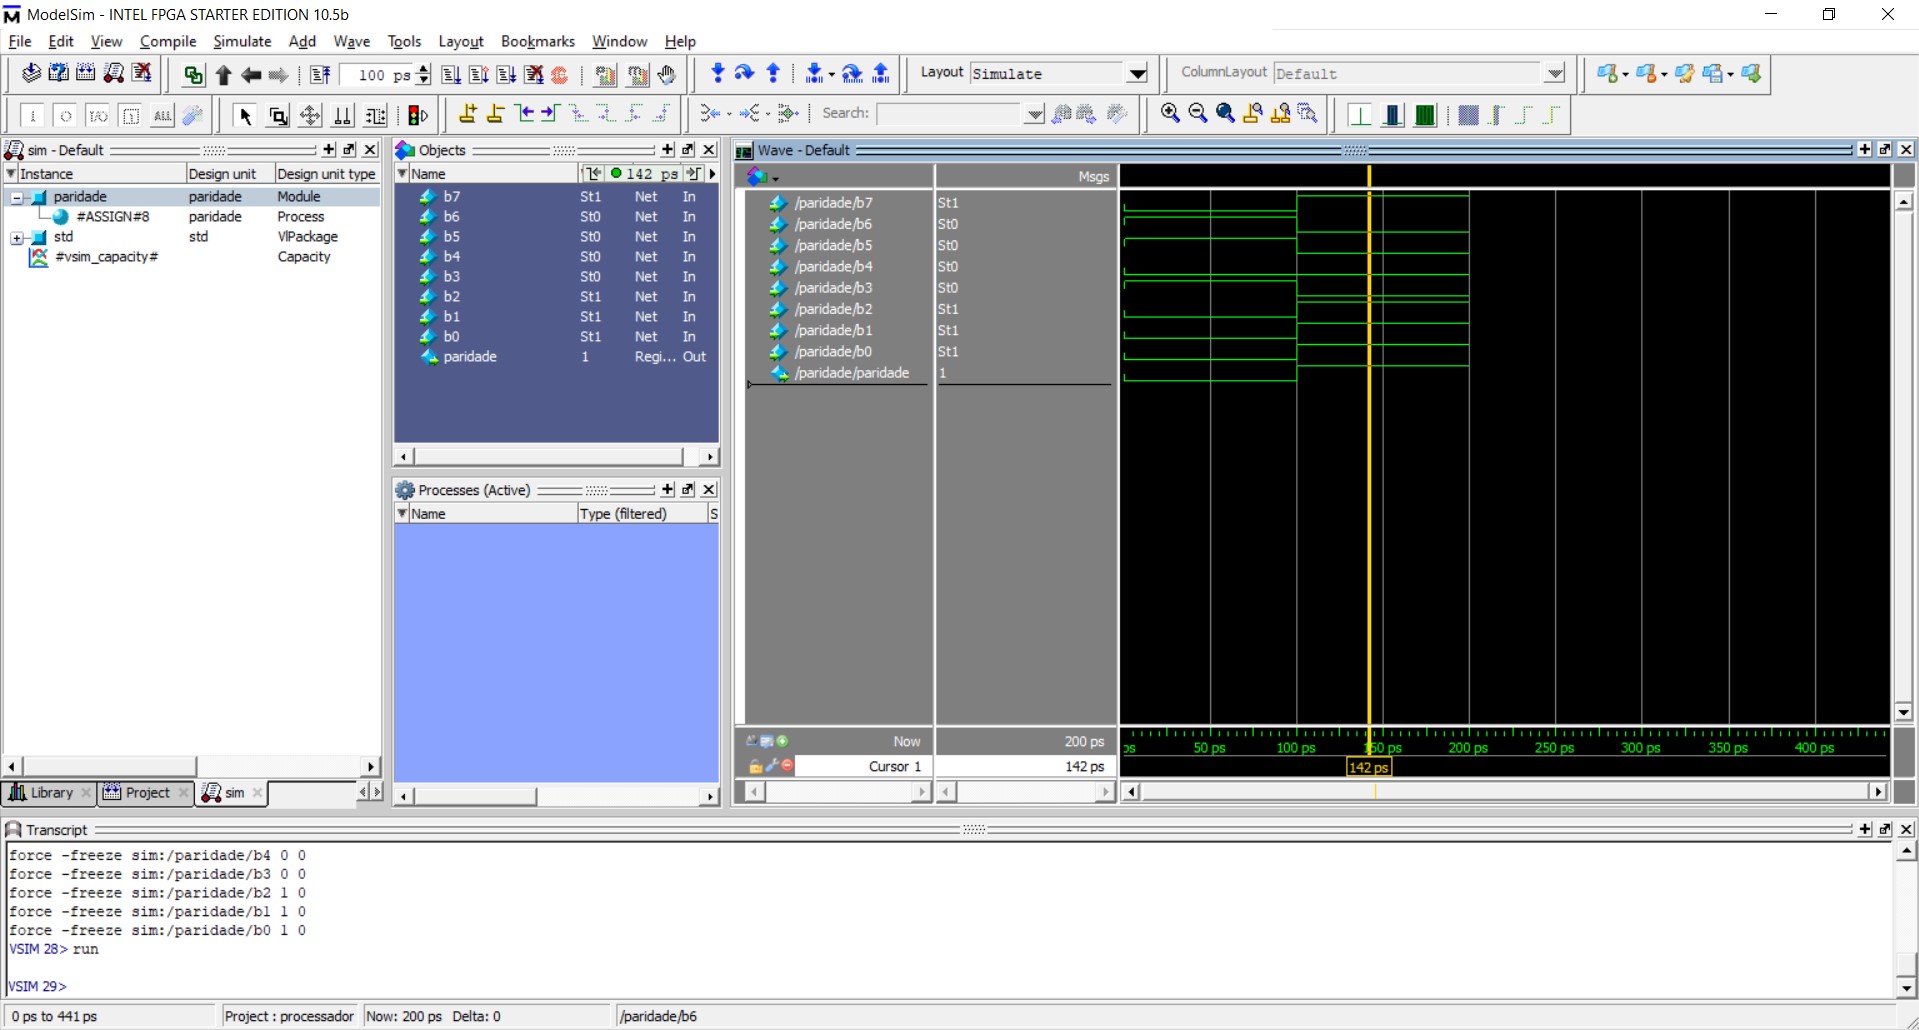 ModelSim - INTEL FPGA STARTER EDITION 10.5b
File Edit View Compile Simulate Add Wave Tools Layout Bookmarks Window Help
100 ps
Layout Simulate
ColumnLayout Default
ALL
Search:
sim - Default
Instance Design unit Design unit type
paridade paridade Module
#ASSIGN#8 paridade Process
std std VIPackage
#vsim_capacity# Capacity
Library Project sim
Objects
Name 142 ps
b7 St1 Net In
b6 St0 Net In
b5 St0 Net In
b4 St0 Net In
b3 St0 Net In
b2 St1 Net In
b1 St1 Net In
b0 St1 Net In
paridade 1 Regi... Out
Processes (Active)
Name Type (filtered) S
Wave - Default
Msgs
/paridade/b7 St1
/paridade/b6 St0
/paridade/b5 St0
/paridade/b4 St0
/paridade/b3 St0
/paridade/b2 St1
/paridade/b1 St1
/paridade/b0 St1
/paridade/paridade 1
Now 200 ps
ps 50 ps 100 ps 150 ps 200 ps 250 ps 300 ps 350 ps 400 ps
Cursor 1 142 ps
142 ps
Transcript
force -freeze sim:/paridade/b4 0 0
force -freeze sim:/paridade/b3 0 0
force -freeze sim:/paridade/b2 1 0
force -freeze sim:/paridade/b1 1 0
force -freeze sim:/paridade/b0 1 0
VSIM 28> run
VSIM 29>
0 ps to 441 ps Project : processador Now: 200 ps Delta: 0 /paridade/b6